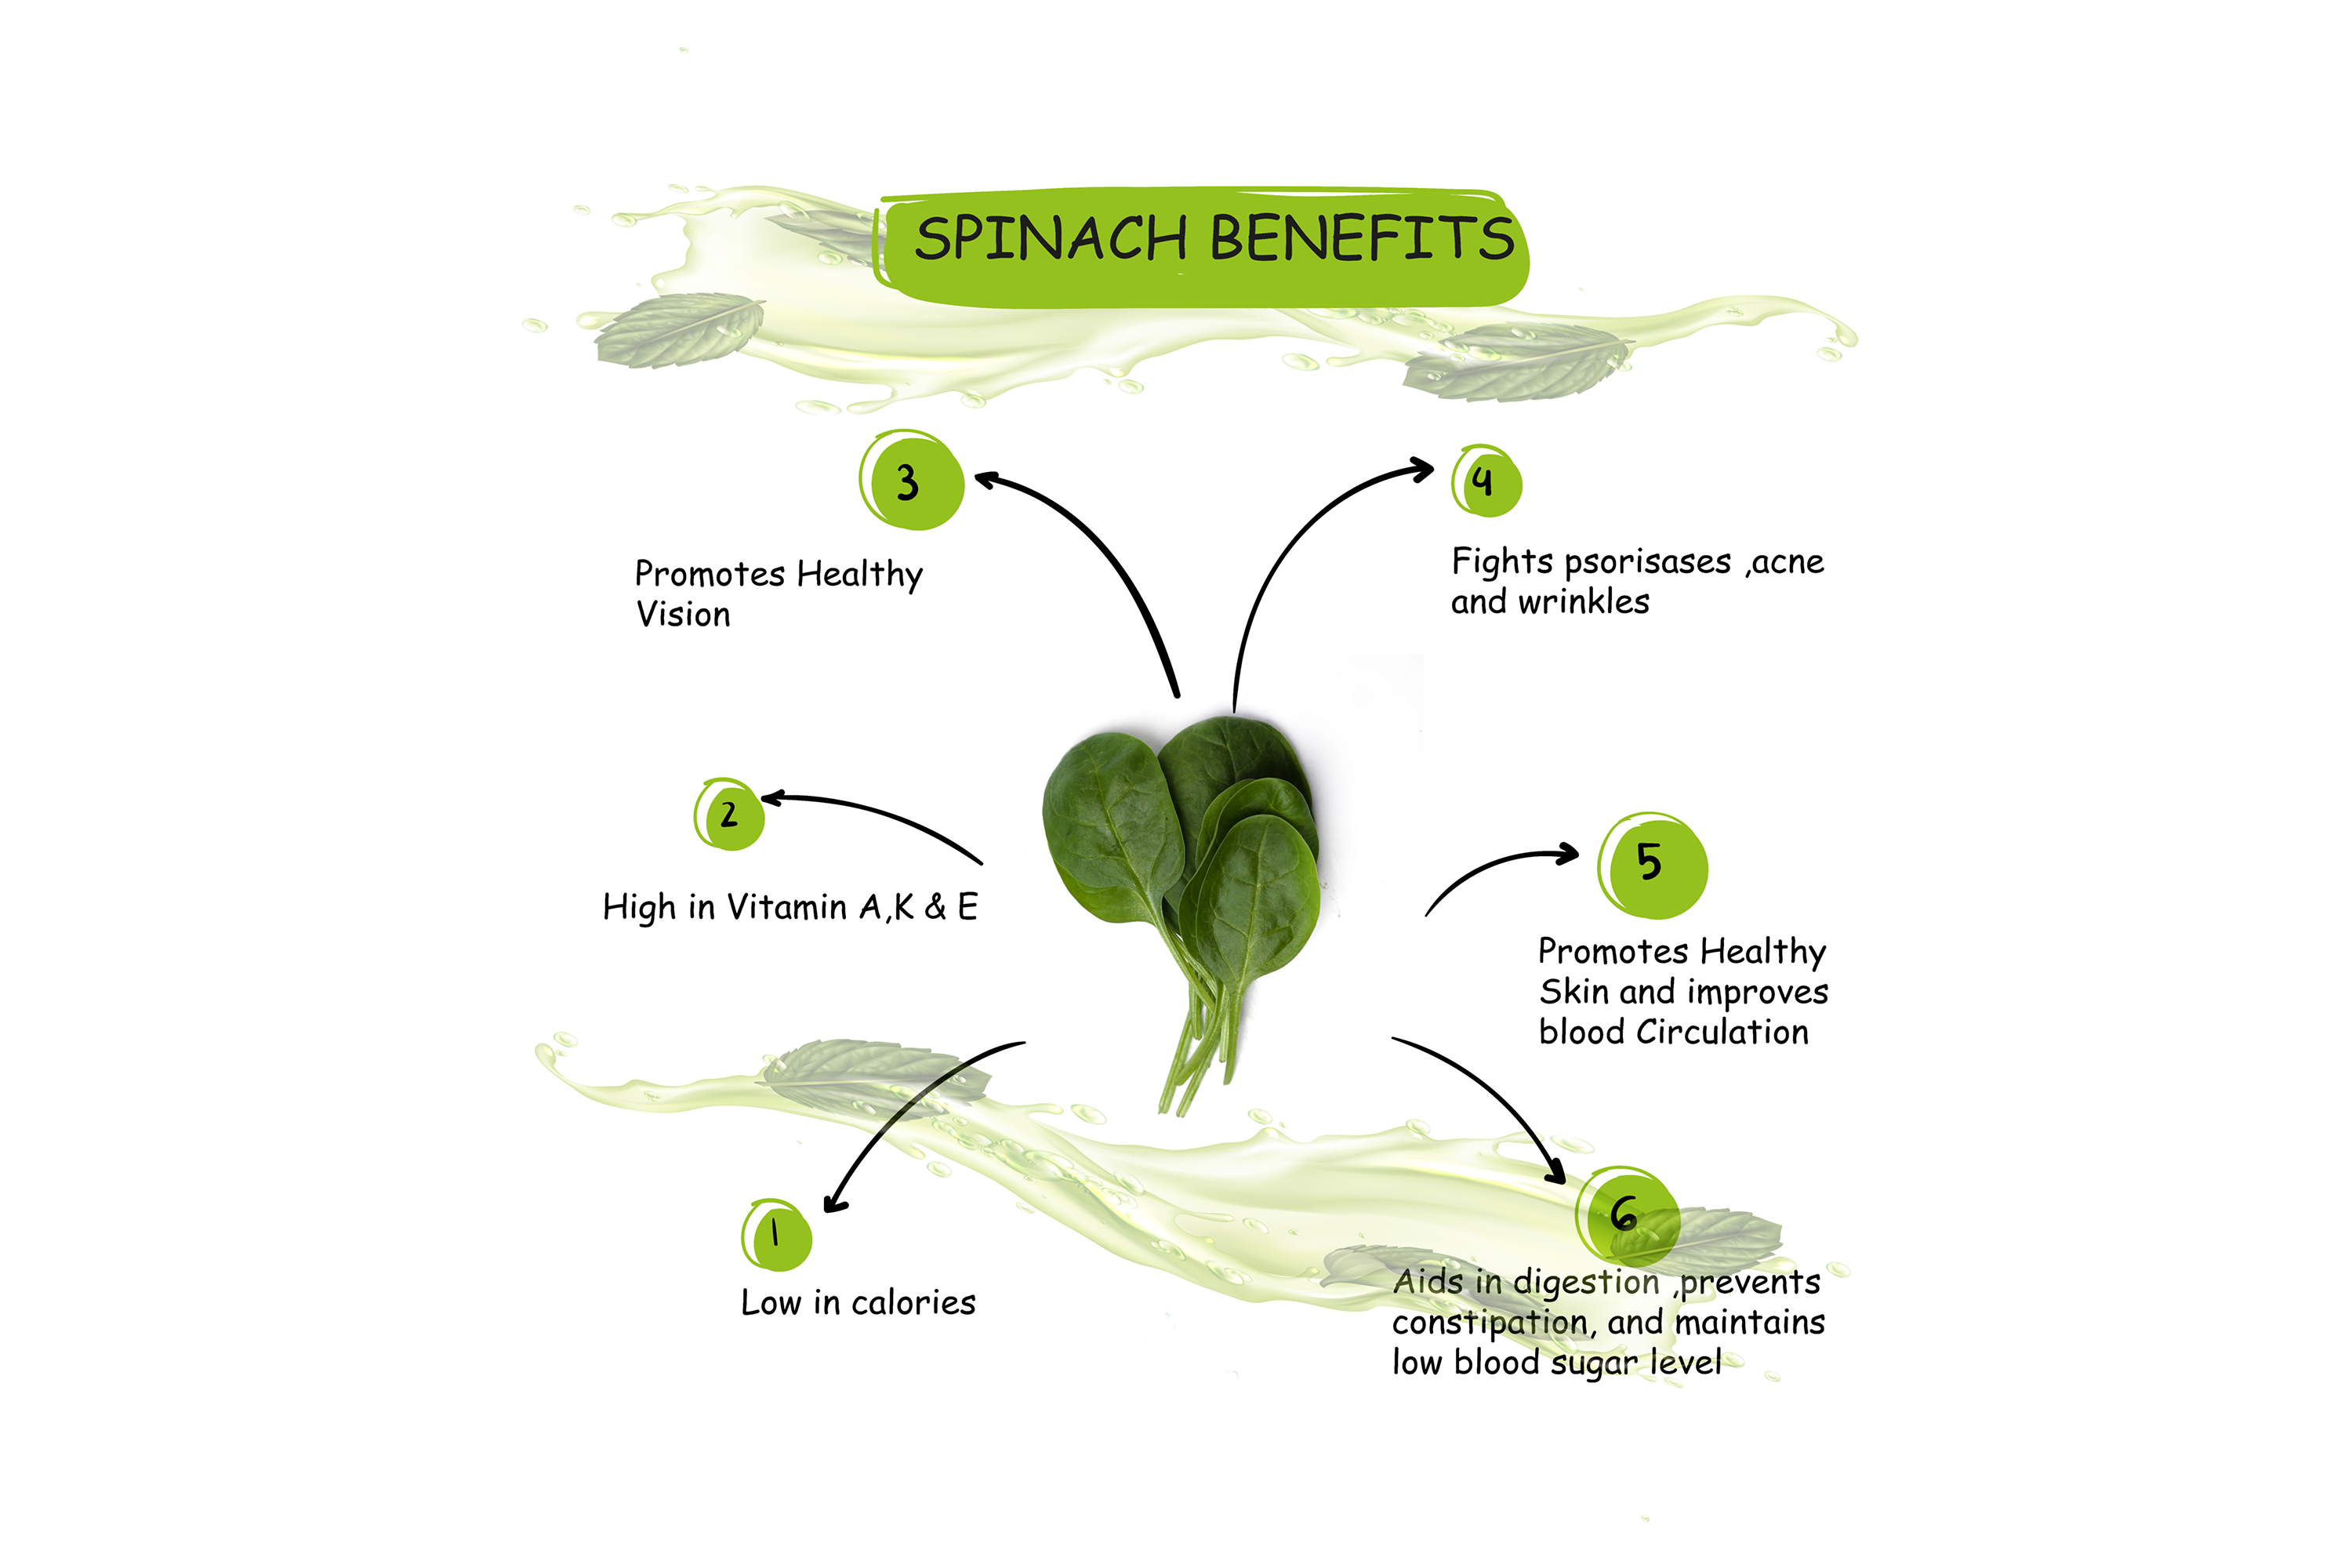 SPINACH BENEFITS
3
Promotes Healthy
Vision
4
Fights psorisases ,acne
and wrinkles
2
High in Vitamin A,K & E
5
Promotes Healthy
Skin and improves
blood Circulation
1
Low in calories
6
Aids in digestion ,prevents
constipation, and maintains
low blood sugar level